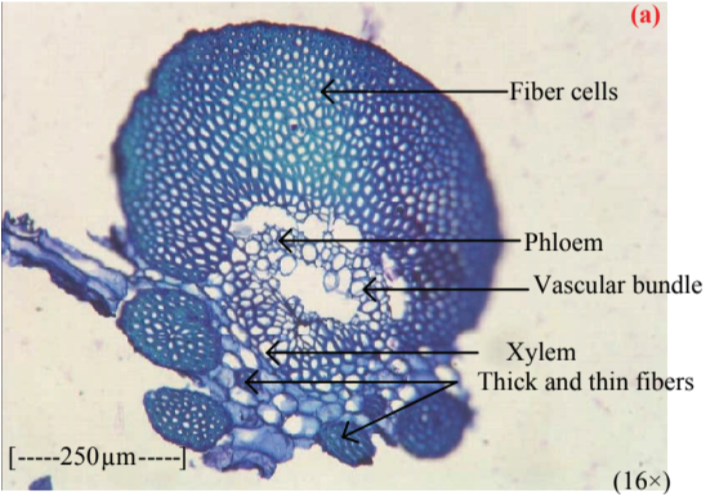 (a)
Fiber cells
Phloem
Vascular bundle
Xylem
Thick and thin fibers
[-----250µm-----]
(16×)